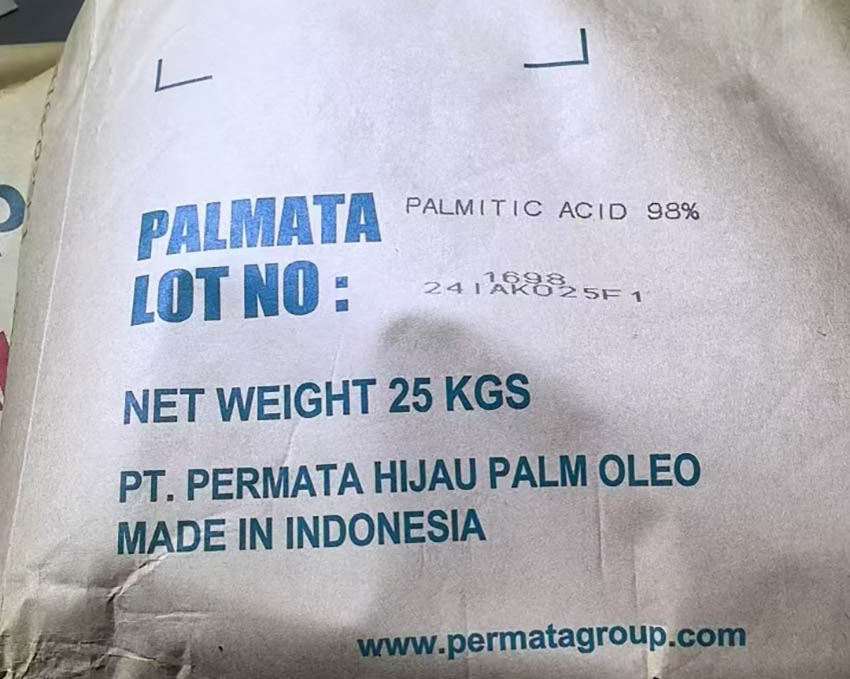 PALMATA PALMITIC ACID 98%
1698
LOT NO : 241AK025F1
NET WEIGHT 25 KGS
PT. PERMATA HIJAU PALM OLEO
MADE IN INDONESIA
www.permatagroup.com